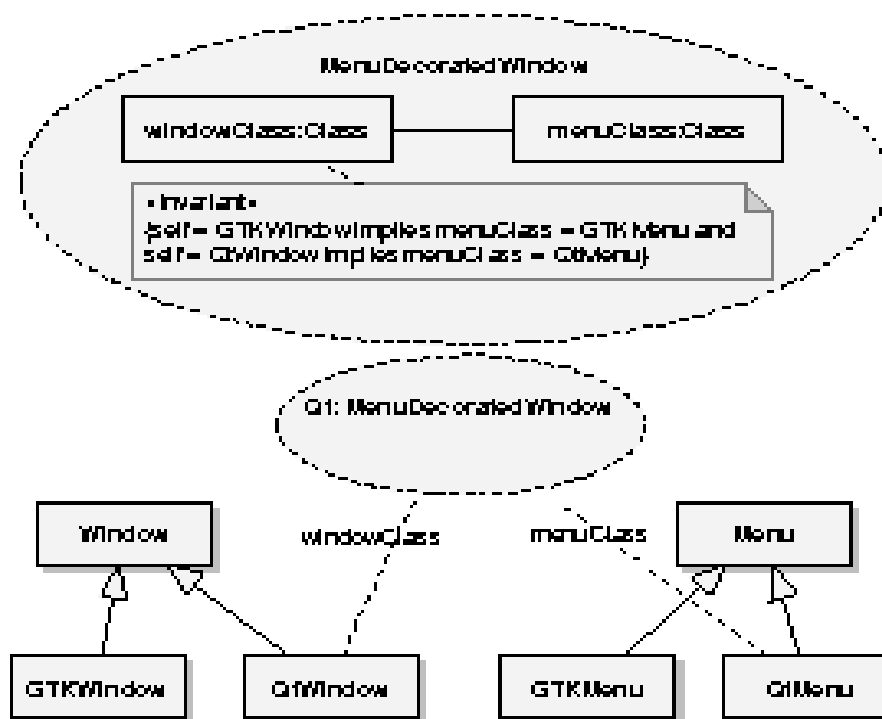 MenuDecoratedWindow
windowClass:Class
menuClass:Class
«invariant»
{self = GTKWindow implies menuClass = GTKMenu and
self = QtWindow implies menuClass = QtMenu}
Q1: MenuDecoratedWindow
Window
windowClass
menuClass
Menu
GTKWindow
QtWindow
GTKMenu
QtMenu